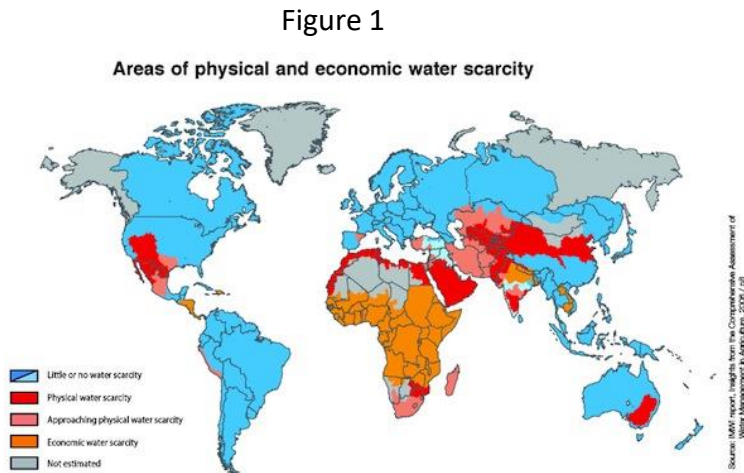 Figure 1
Areas of physical and economic water scarcity
Little or no water scarcity
Physical water scarcity
Approaching physical water scarcity
Economic water scarcity
Not estimated
Source: IWMI report, Insights from the Comprehensive Assessment of
Water Management in Agriculture, 2006 / p8